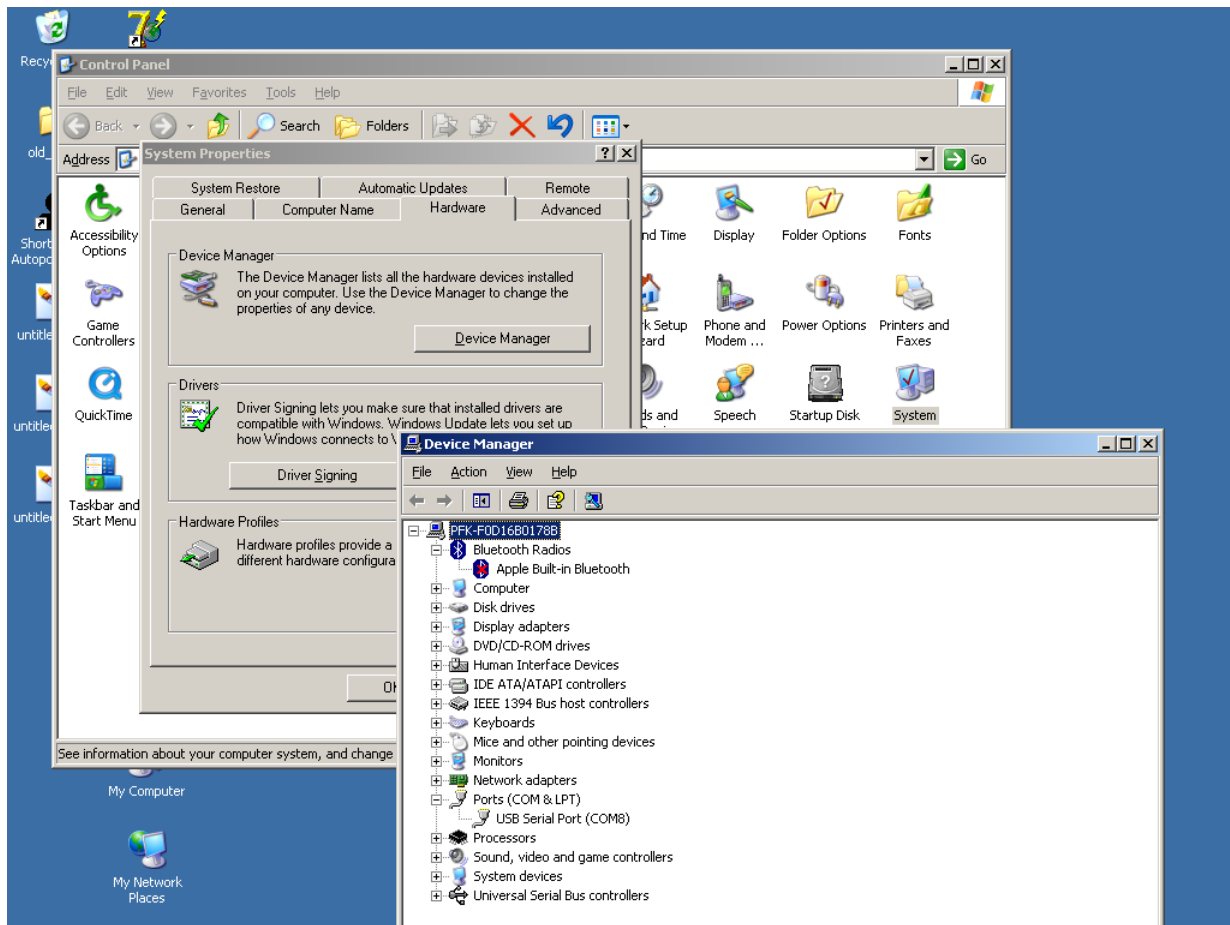 Recy
Control Panel
File Edit View Favorites Tools Help
Back Search Folders
old_
Address Go
System Properties
System Restore Automatic Updates Remote
General Computer Name Hardware Advanced
Accessibility Options
nd Time
Display
Folder Options
Fonts
Short
Autopo
Device Manager
The Device Manager lists all the hardware devices installed
on your computer. Use the Device Manager to change the
properties of any device.
Device Manager
untitle
Game
Controllers
rk Setup
zard
Phone and
Modem ...
Power Options
Printers and
Faxes
Drivers
Driver Signing lets you make sure that installed drivers are
compatible with Windows. Windows Update lets you set up
how Windows connects to
Driver Signing
QuickTime
ds and
Speech
Startup Disk
System
untitle
Taskbar and
Start Menu
untitle
Hardware Profiles
Hardware profiles provide a
different hardware configura
OK
See information about your computer system, and change
My Computer
My Network
Places
Device Manager
File Action View Help
PFK-F0D16B0178B
Bluetooth Radios
Apple Built-in Bluetooth
Computer
Disk drives
Display adapters
DVD/CD-ROM drives
Human Interface Devices
IDE ATA/ATAPI controllers
IEEE 1394 Bus host controllers
Keyboards
Mice and other pointing devices
Monitors
Network adapters
Ports (COM & LPT)
USB Serial Port (COM8)
Processors
Sound, video and game controllers
System devices
Universal Serial Bus controllers